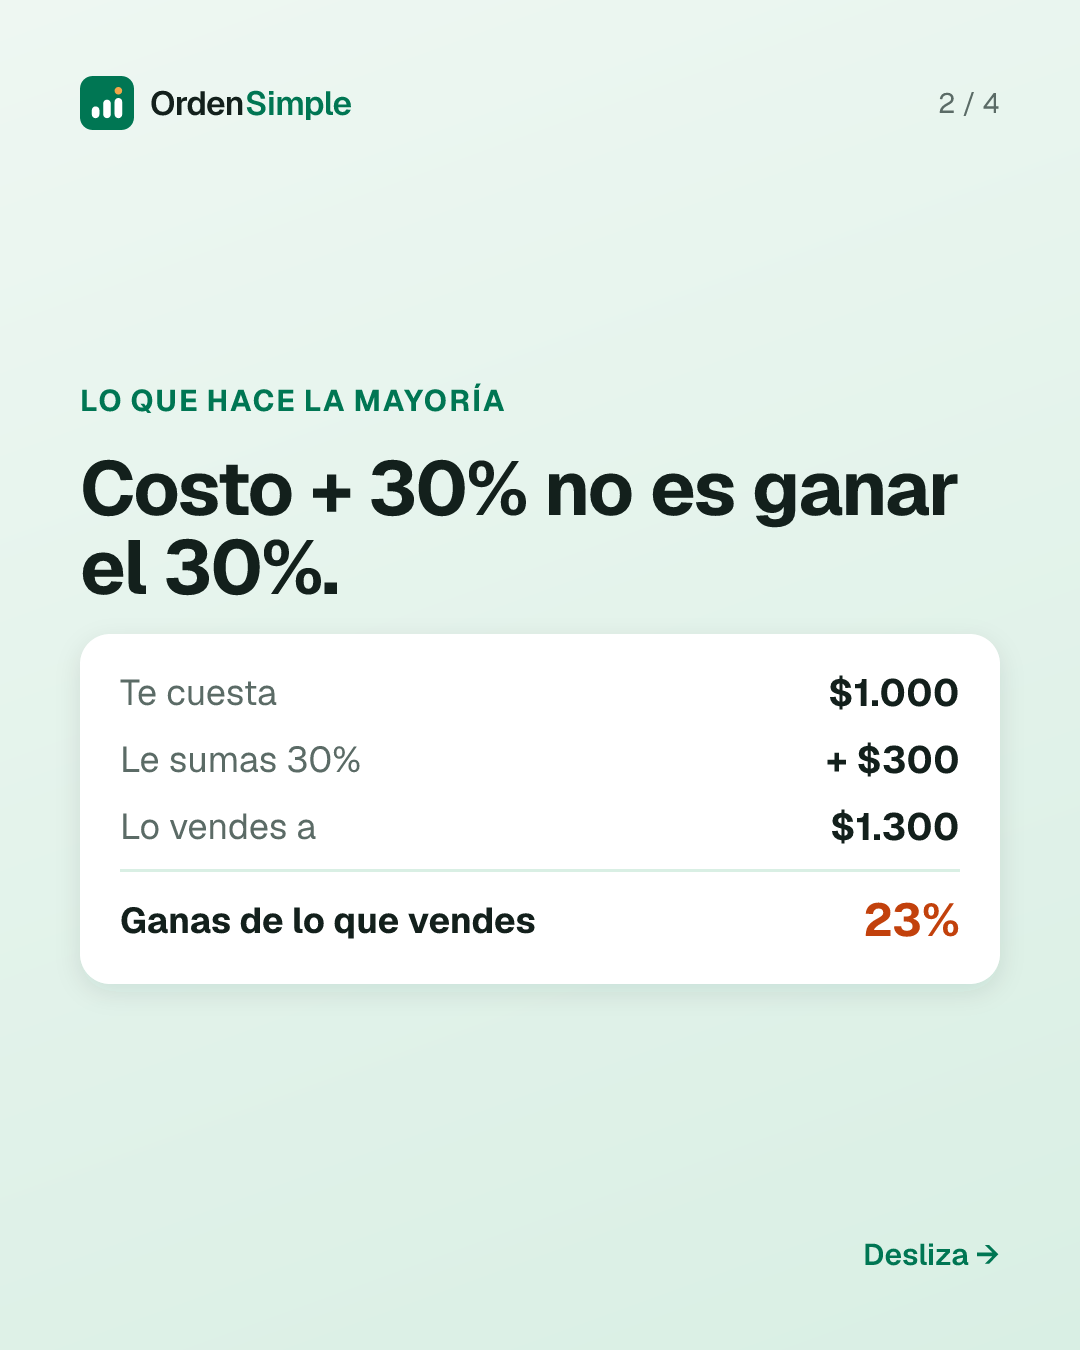 OrdenSimple
2 / 4
LO QUE HACE LA MAYORÍA
Costo + 30% no es ganar
el 30%.
Te cuesta $1.000
Le sumas 30% + $300
Lo vendes a $1.300
Ganas de lo que vendes 23%
Desliza →